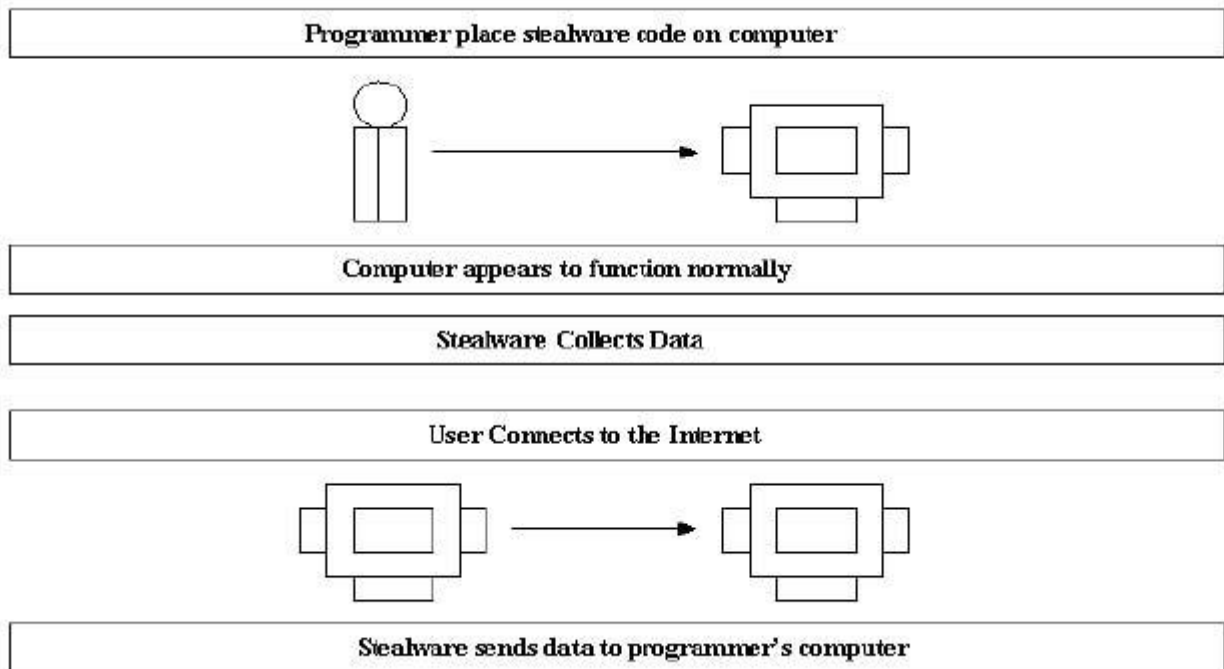 Programmer place stealware code on computer
Computer appears to function normally
Stealware Collects Data
User Connects to the Internet
Stealware sends data to programmer's computer